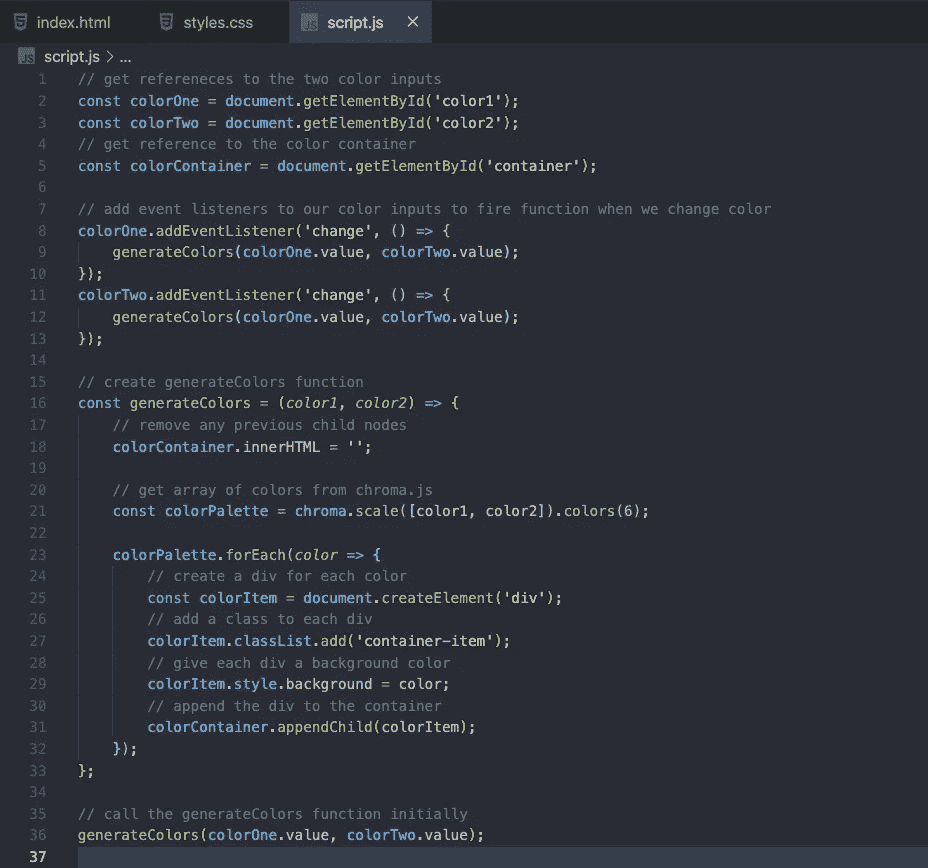 index.html styles.css script.js ×
JS script.js > ...
1 // get refereneces to the two color inputs
2 const colorOne = document.getElementById('color1');
3 const colorTwo = document.getElementById('color2');
4 // get reference to the color container
5 const colorContainer = document.getElementById('container');
6
7 // add event listeners to our color inputs to fire function when we change color
8 colorOne.addEventListener('change', () => {
9 generateColors(colorOne.value, colorTwo.value);
10 });
11 colorTwo.addEventListener('change', () => {
12 generateColors(colorOne.value, colorTwo.value);
13 });
14
15 // create generateColors function
16 const generateColors = (color1, color2) => {
17 // remove any previous child nodes
18 colorContainer.innerHTML = '';
19
20 // get array of colors from chroma.js
21 const colorPalette = chroma.scale([color1, color2]).colors(6);
22
23 colorPalette.forEach(color => {
24 // create a div for each color
25 const colorItem = document.createElement('div');
26 // add a class to each div
27 colorItem.classList.add('container-item');
28 // give each div a background color
29 colorItem.style.background = color;
30 // append the div to the container
31 colorContainer.appendChild(colorItem);
32 });
33 };
34
35 // call the generateColors function initially
36 generateColors(colorOne.value, colorTwo.value);
37